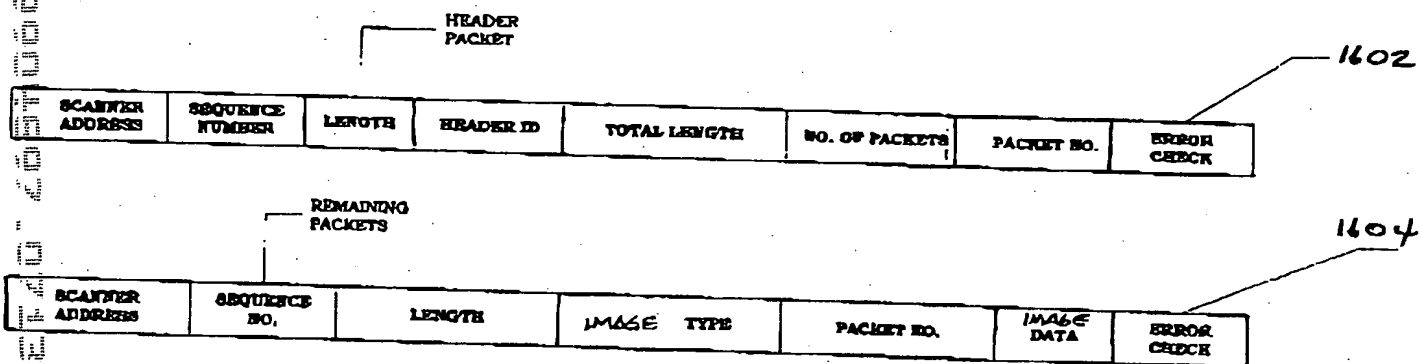 HEADER
PACKET
1602
SCANNER ADDRESS SEQUENCE NUMBER LENGTH HEADER ID TOTAL LENGTH NO. OF PACKETS PACKET NO. ERROR CHECK
REMAINING
PACKETS
1604
SCANNER ADDRESS SEQUENCE NO. LENGTH IMAGE TYPE PACKET NO. IMAGE DATA ERROR CHECK